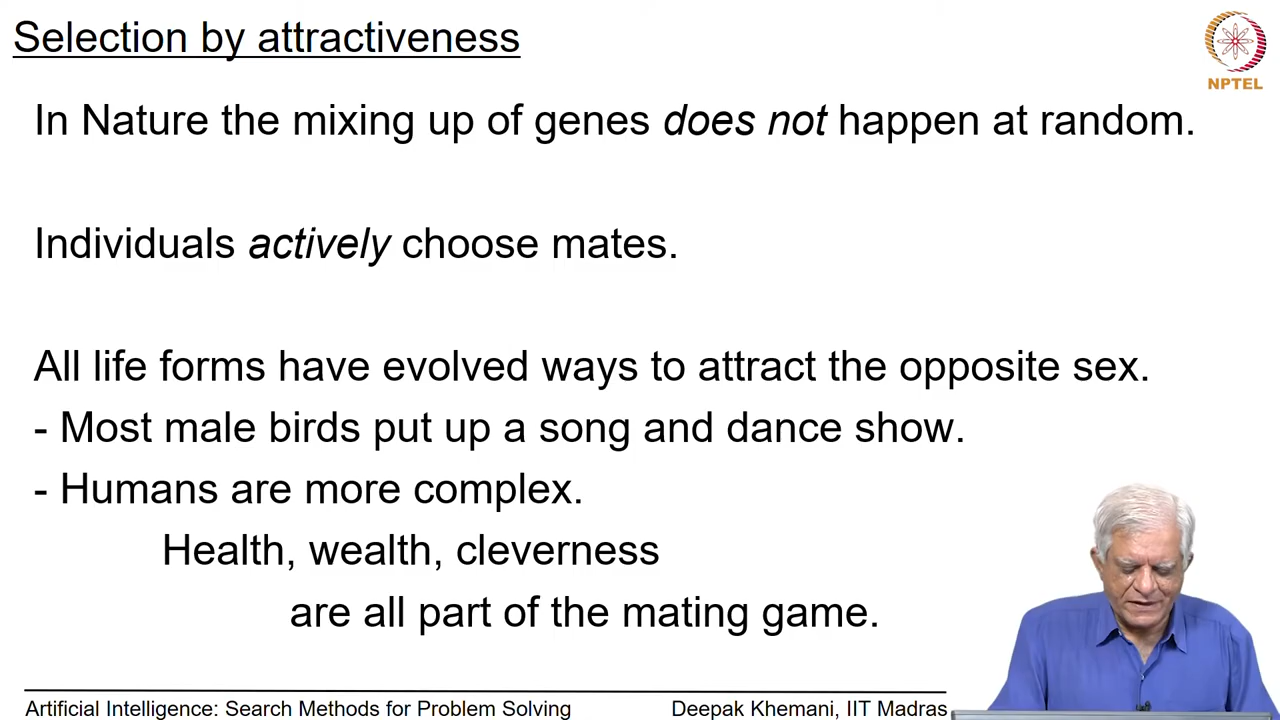 Selection by attractiveness
NPTEL
In Nature the mixing up of genes does not happen at random.
Individuals actively choose mates.
All life forms have evolved ways to attract the opposite sex.
- Most male birds put up a song and dance show.
- Humans are more complex.
Health, wealth, cleverness
are all part of the mating game.
Artificial Intelligence: Search Methods for Problem Solving
Deepak Khemani, IIT Madras